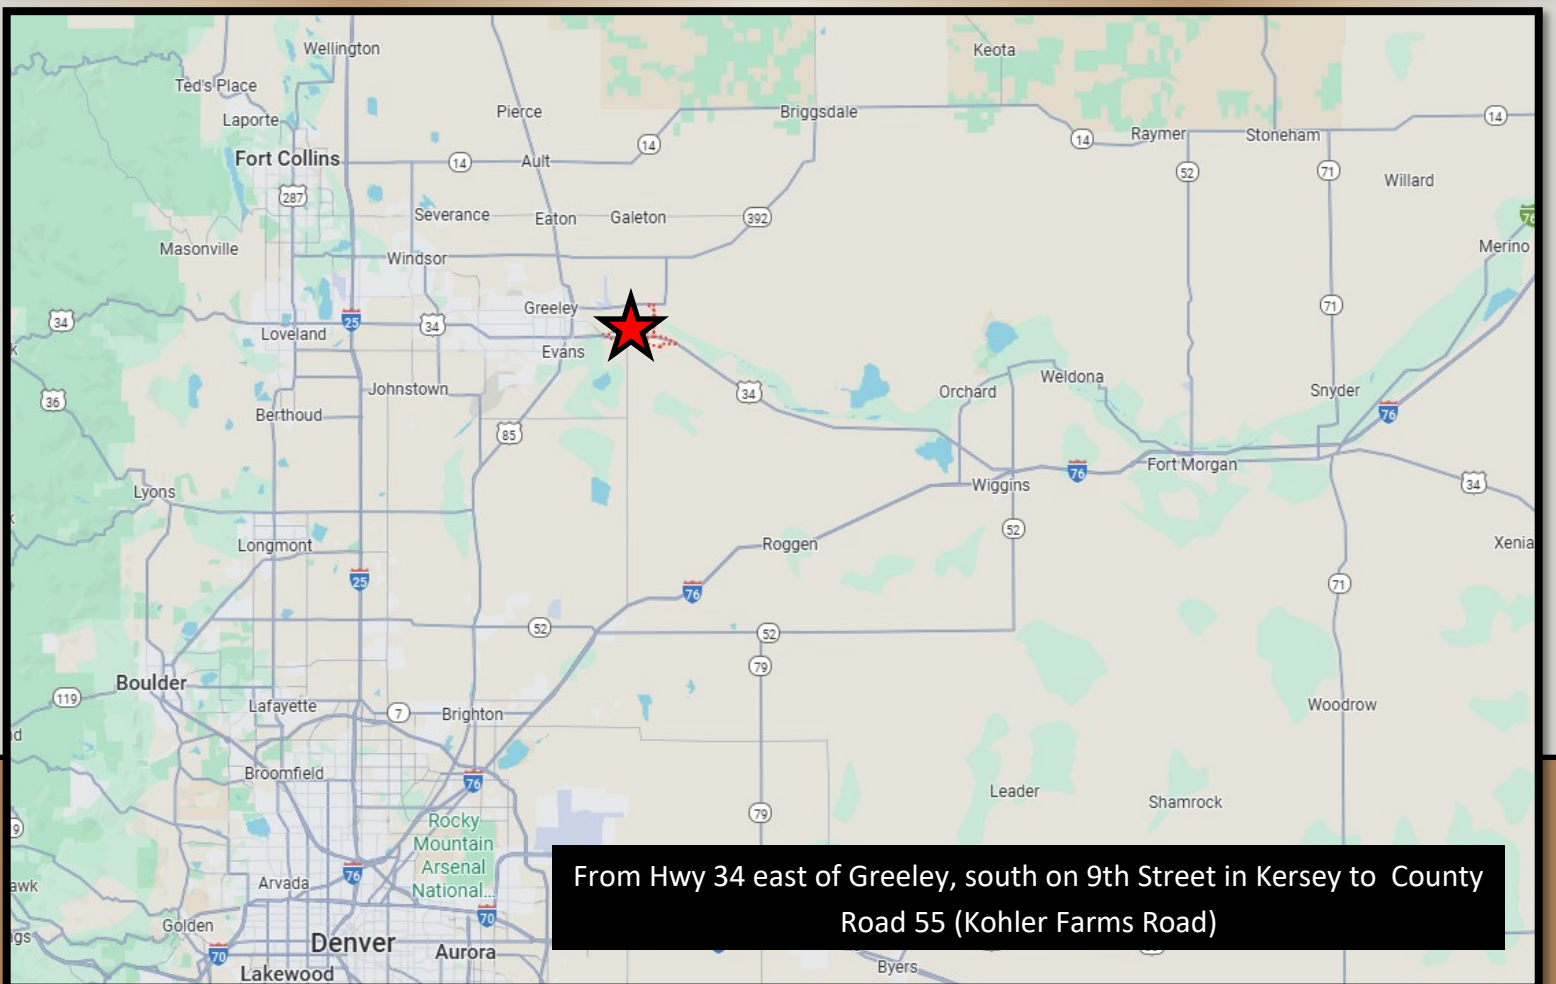 Wellington
Keota
Ted's Place
Pierce
Briggsdale
Laporte
14
14
Raymer
Stoneham
14
Fort Collins
14
Ault
52
71
Willard
287
Severance
Eaton
Galeton
392
76
Masonville
Windsor
Merino
Greeley
71
34
25
34
Loveland
Evans
Johnstown
Orchard
Weldona
Snyder
36
34
76
Berthoud
85
Fort Morgan
76
Lyons
Wiggins
34
52
Longmont
Roggen
Xenia
25
76
71
52
52
79
Boulder
119
Lafayette
7
Brighton
Woodrow
Broomfield
76
Leader
Shamrock
79
Rocky
Mountain
Arsenal
National...
76
Arvada
70
From Hwy 34 east of Greeley, south on 9th Street in Kersey to County
Road 55 (Kohler Farms Road)
Golden
Denver
Aurora
70
Lakewood
Byers